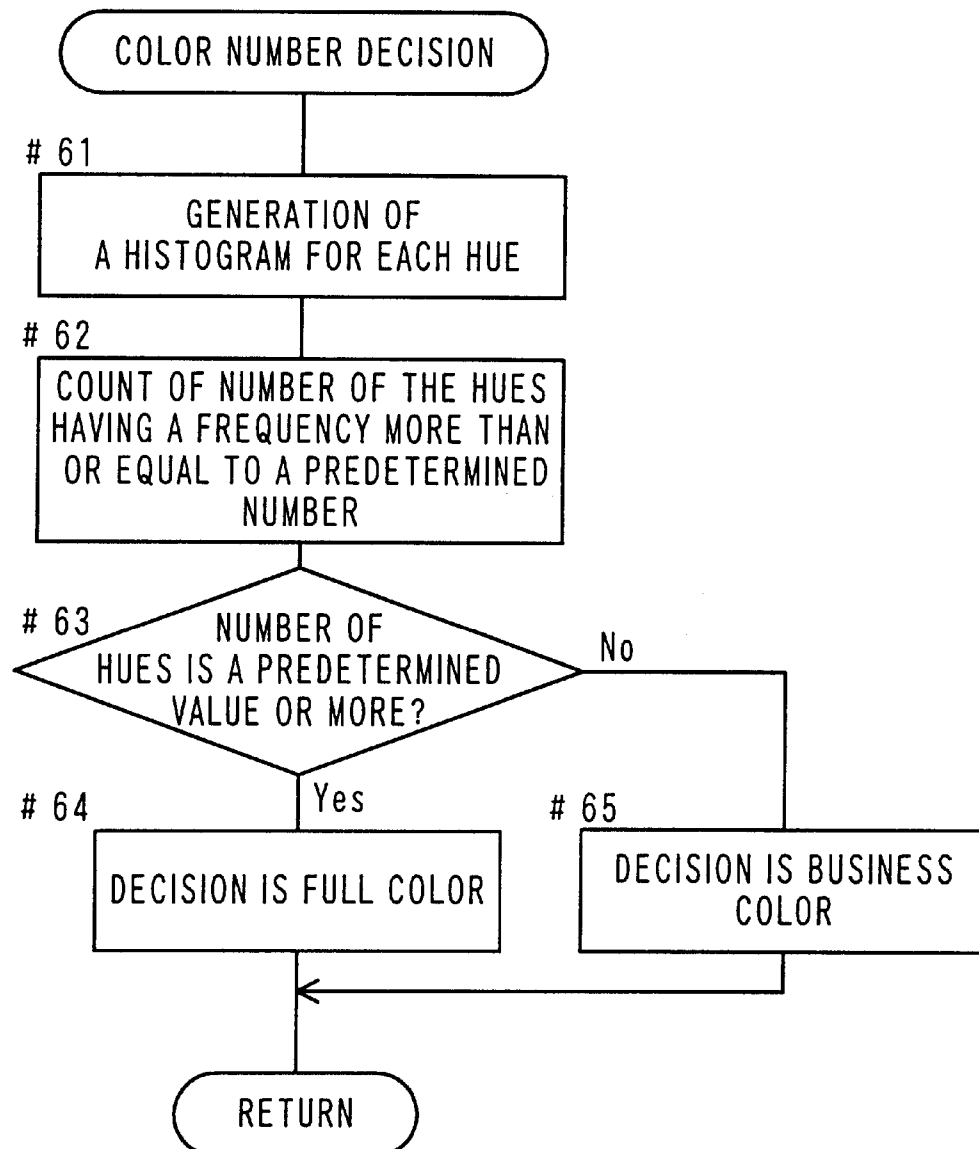 COLOR NUMBER DECISION
# 61
GENERATION OF
A HISTOGRAM FOR EACH HUE
# 62
COUNT OF NUMBER OF THE HUES
HAVING A FREQUENCY MORE THAN
OR EQUAL TO A PREDETERMINED
NUMBER
# 63
NUMBER OF
HUES IS A PREDETERMINED
VALUE OR MORE?
No
Yes
# 64
DECISION IS FULL COLOR
# 65
DECISION IS BUSINESS
COLOR
RETURN